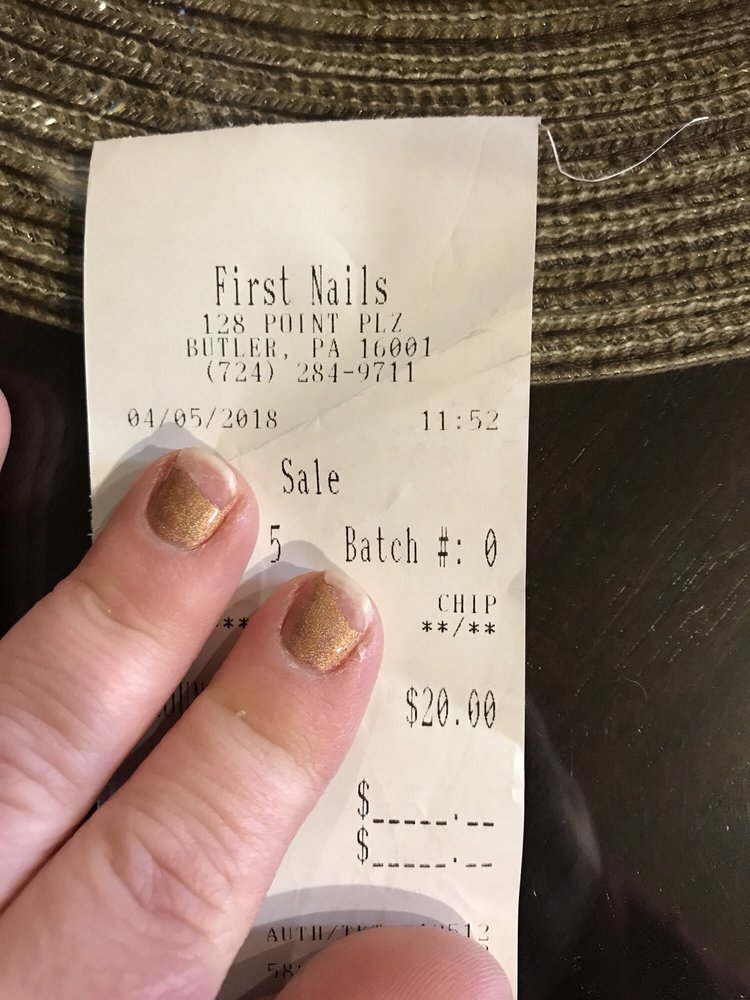 First Nails
128 POINT PLZ
BUTLER, PA 16001
(724) 284-9711
04/05/2018 11:52
Sale
5 Batch #: 0
CHIP
** **/**
$20.00
$_____.__
$_____.__
512